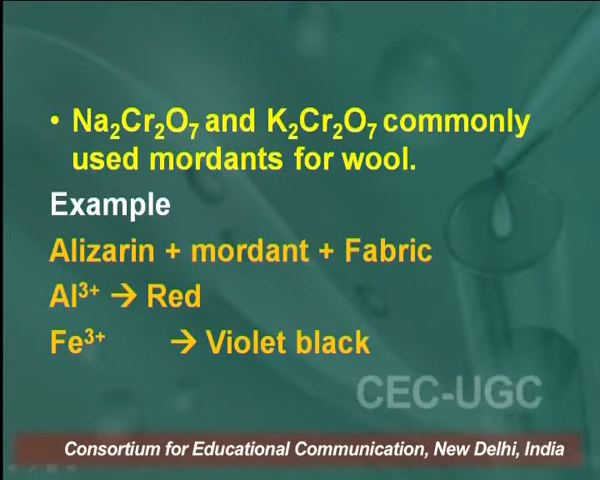 • Na₂Cr₂O₇ and K₂Cr₂O₇ commonly
used mordants for wool.
Example
Alizarin + mordant + Fabric
Al³⁺ → Red
Fe³⁺ → Violet black
CEC-UGC
Consortium for Educational Communication, New Delhi, India